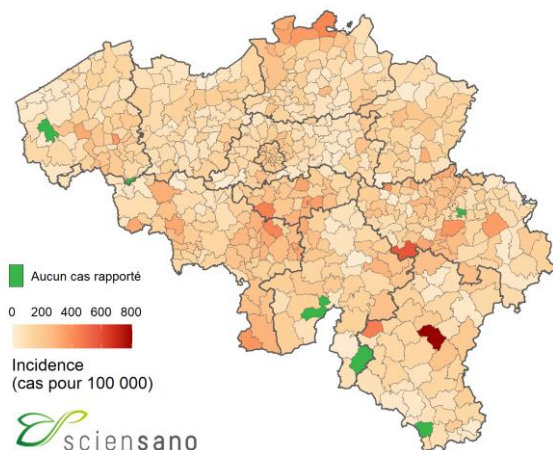 Aucun cas rapporté
0 200 400 600 800
Incidence
(cas pour 100 000)
sciensano